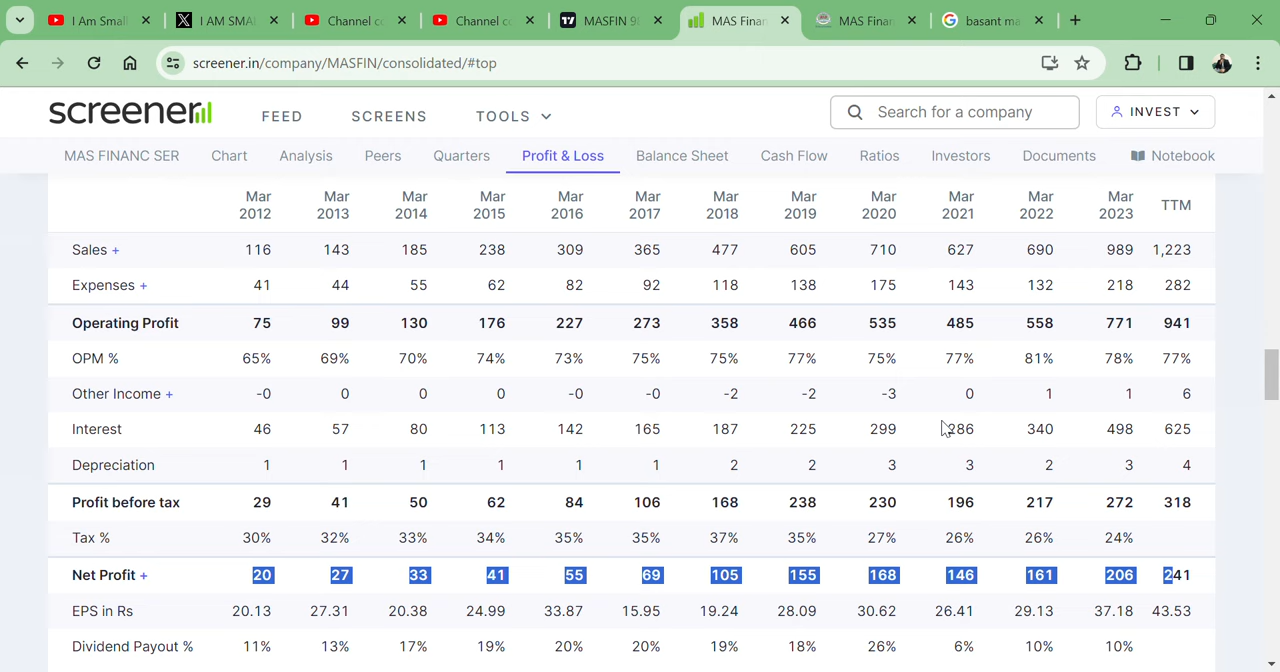 I Am Small
I AM SMA
Channel co
Channel co
MASFIN 9
MAS Finan
MAS Finan
basant ma
screener.in/company/MASFIN/consolidated/#top
screener
FEED SCREENS TOOLS
Search for a company
INVEST
MAS FINANC SER Chart Analysis Peers Quarters Profit & Loss Balance Sheet Cash Flow Ratios Investors Documents Notebook
Mar 2012 Mar 2013 Mar 2014 Mar 2015 Mar 2016 Mar 2017 Mar 2018 Mar 2019 Mar 2020 Mar 2021 Mar 2022 Mar 2023 TTM
Sales + 116 143 185 238 309 365 477 605 710 627 690 989 1,223
Expenses + 41 44 55 62 82 92 118 138 175 143 132 218 282
Operating Profit 75 99 130 176 227 273 358 466 535 485 558 771 941
OPM % 65% 69% 70% 74% 73% 75% 75% 77% 75% 77% 81% 78% 77%
Other Income + -0 0 0 0 -0 -0 -2 -2 -3 0 1 1 6
Interest 46 57 80 113 142 165 187 225 299 286 340 498 625
Depreciation 1 1 1 1 1 1 2 2 3 3 2 3 4
Profit before tax 29 41 50 62 84 106 168 238 230 196 217 272 318
Tax % 30% 32% 33% 34% 35% 35% 37% 35% 27% 26% 26% 24%
Net Profit + 20 27 33 41 55 69 105 155 168 146 161 206 241
EPS in Rs 20.13 27.31 20.38 24.99 33.87 15.95 19.24 28.09 30.62 26.41 29.13 37.18 43.53
Dividend Payout % 11% 13% 17% 19% 20% 20% 19% 18% 26% 6% 10% 10%